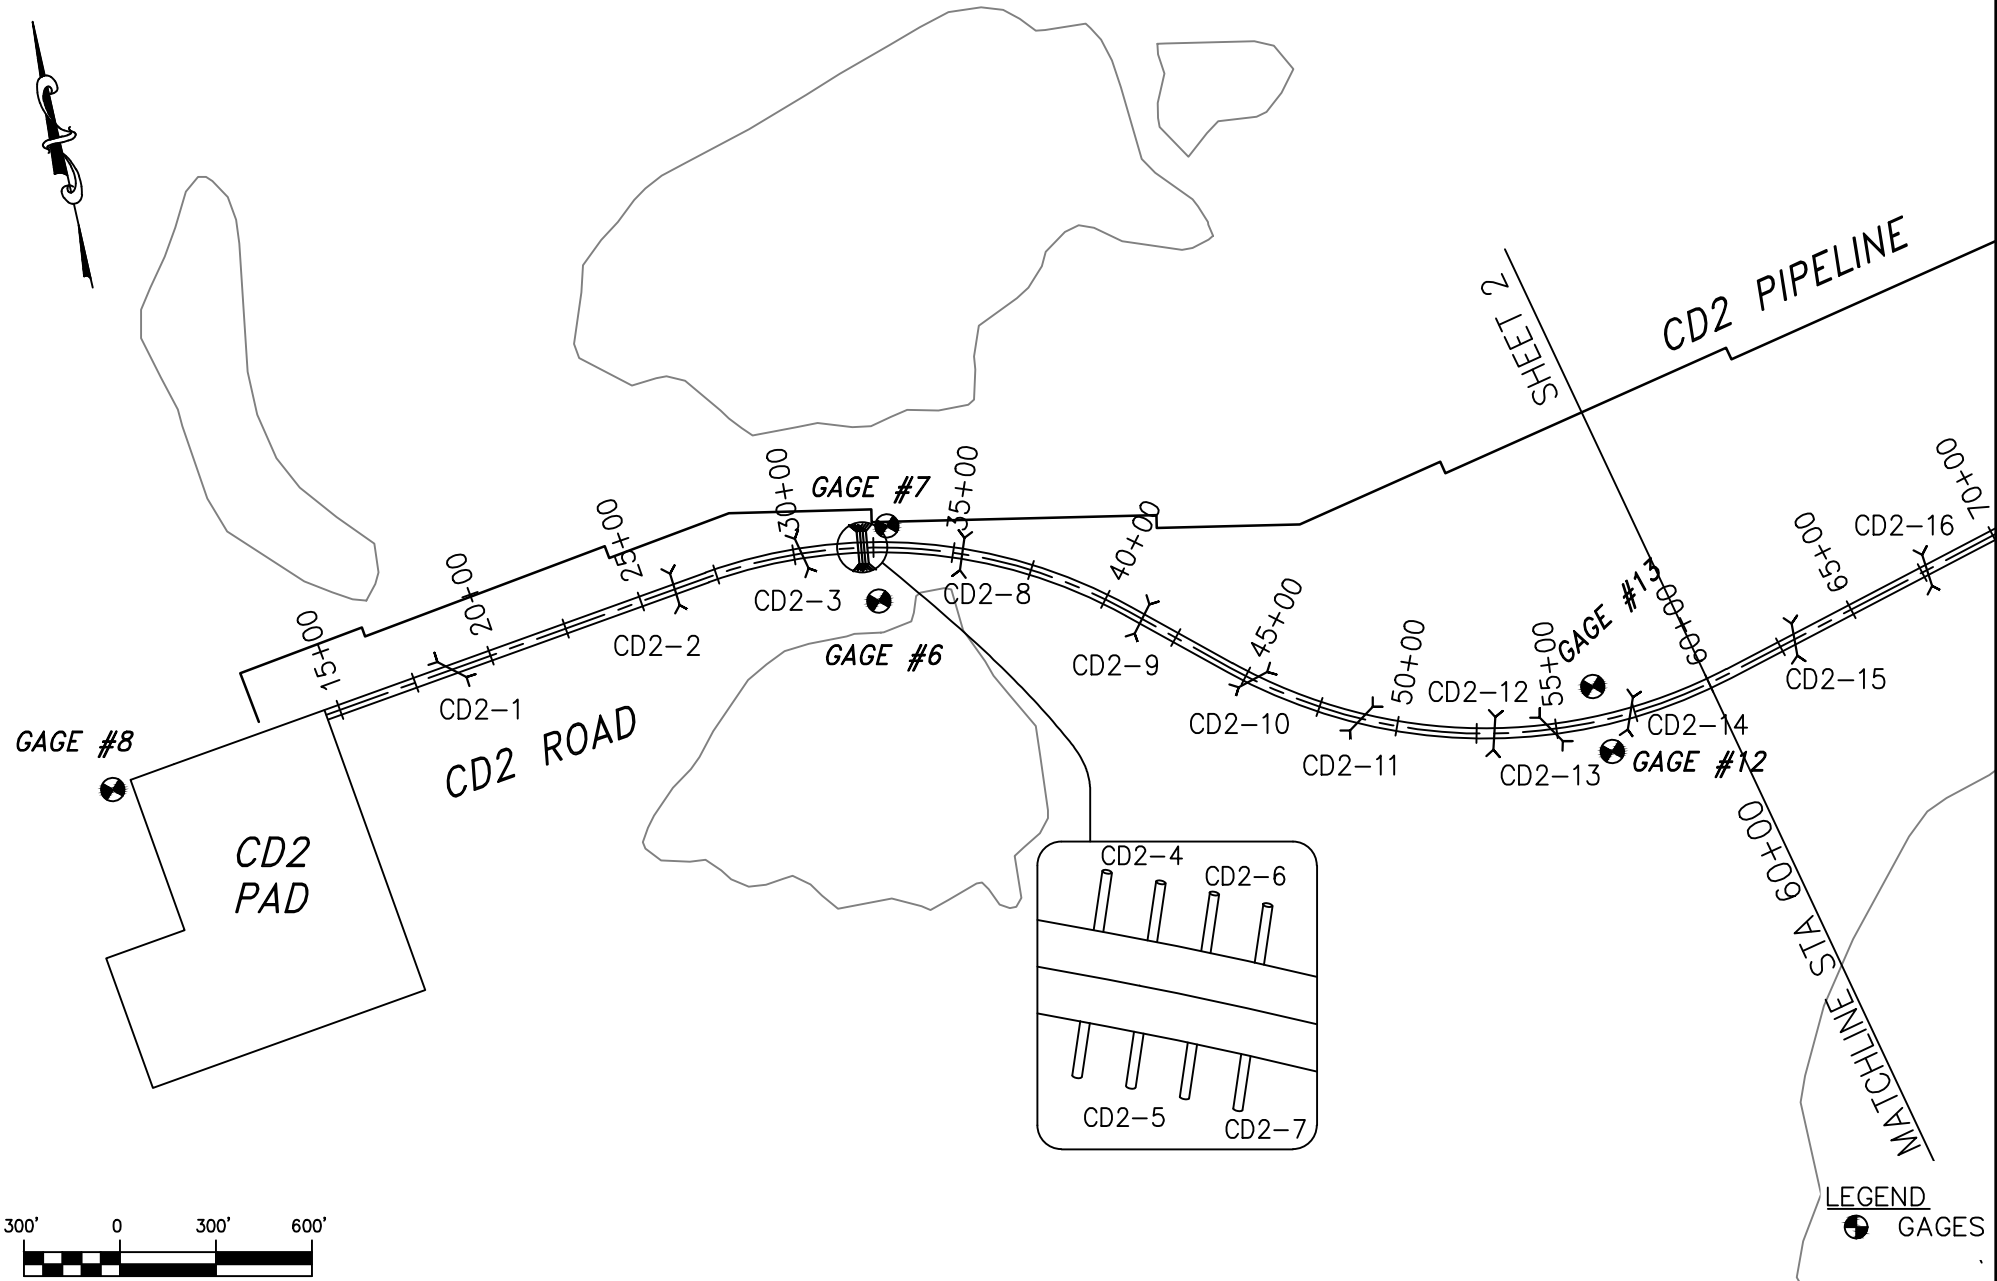 SHEET 2
CD2 PIPELINE
GAGE #7
30+00
35+00
25+00
20+00
15+00
40+00
45+00
50+00
55+00
60+00
65+00
70+00
CD2-16
GAGE #13
CD2-3
CD2-8
CD2-2
GAGE #6
CD2-9
CD2-1
CD2-12
CD2-15
CD2-10
CD2-14
CD2 ROAD
GAGE #8
CD2-11
CD2-13
GAGE #12
CD2
PAD
CD2-4
CD2-6
CD2-5
CD2-7
MATCHLINE STA 60+00
LEGEND
GAGES
300' 0 300' 600'